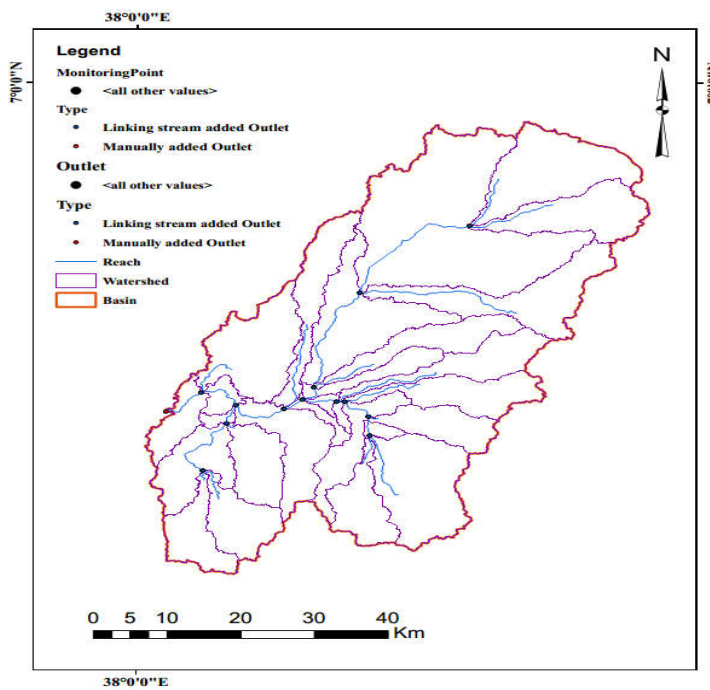 38°0'0"E
Legend
MonitoringPoint
<all other values>
Type
Linking stream added Outlet
Manually added Outlet
Outlet
<all other values>
Type
Linking stream added Outlet
Manually added Outlet
Reach
Watershed
Basin
N
7°0'0"N
0 5 10 20 30 40
Km
38°0'0"E